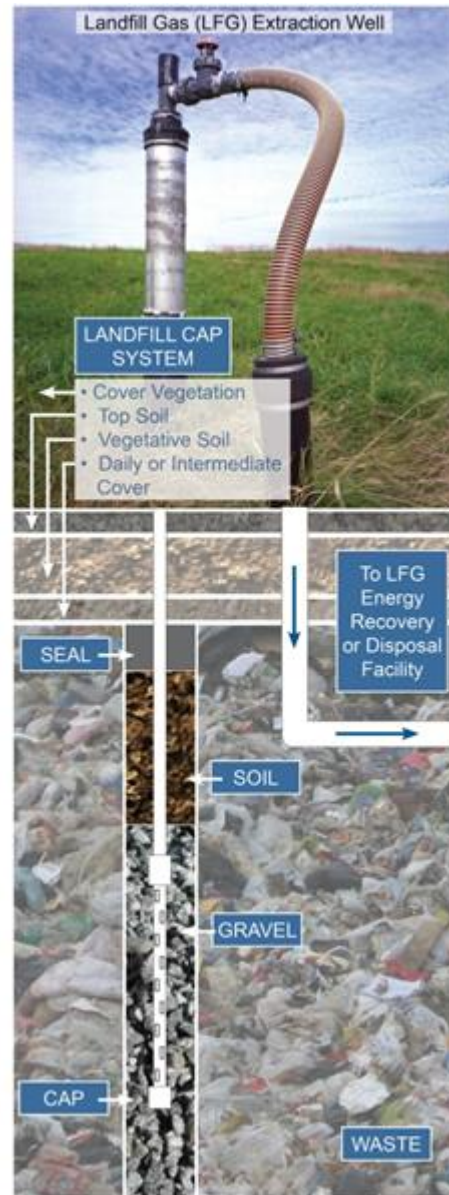 Landfill Gas (LFG) Extraction Well
LANDFILL CAP
SYSTEM
• Cover Vegetation
• Top Soil
• Vegetative Soil
• Daily or Intermediate
Cover
To LFG
Energy
Recovery
or Disposal
Facility
SEAL
SOIL
GRAVEL
CAP
WASTE